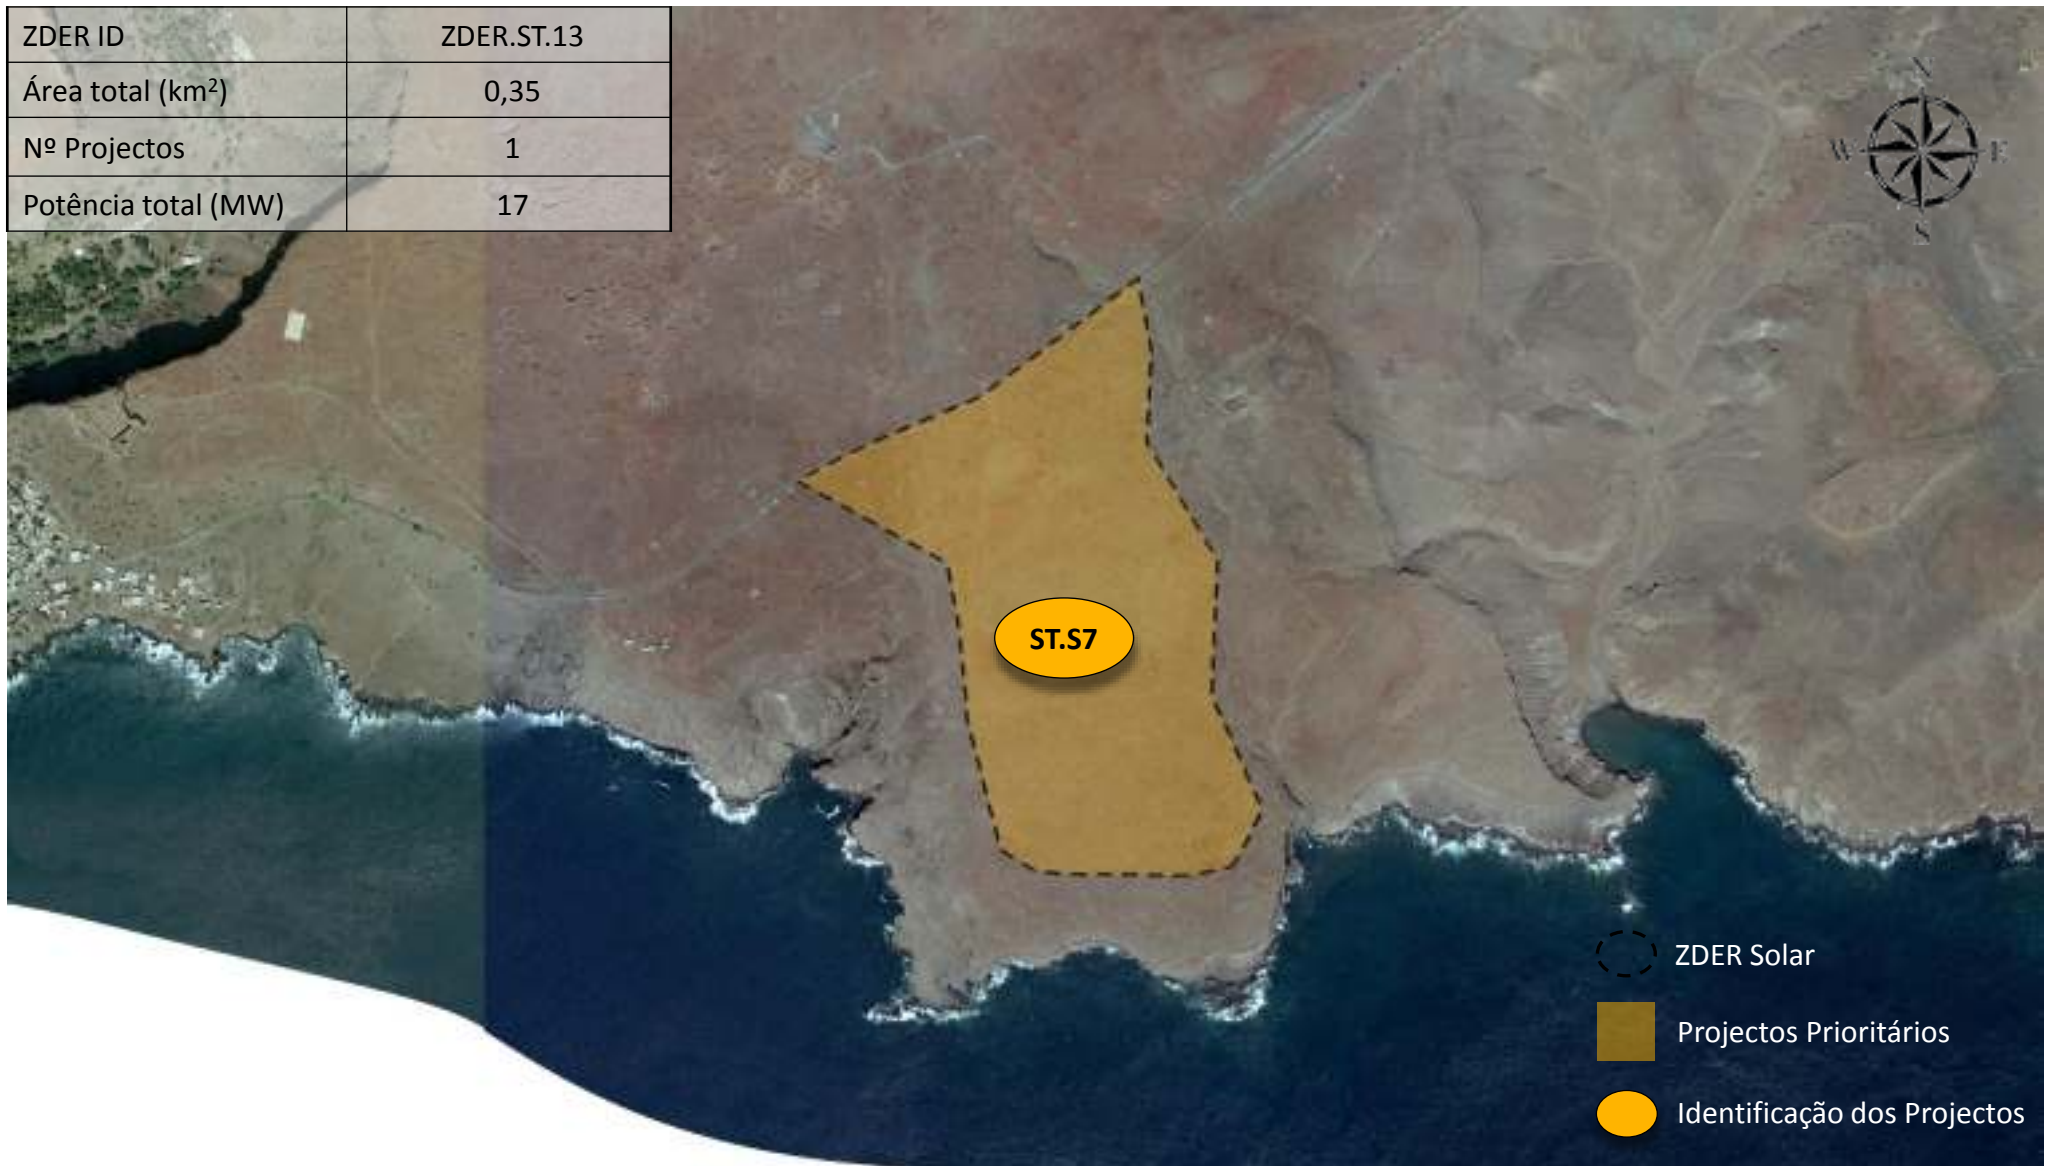 ZDER ID ZDER.ST.13
Área total (km²) 0,35
Nº Projectos 1
Potência total (MW) 17
N
W E
S
ST.S7
ZDER Solar
Projectos Prioritários
Identificação dos Projectos